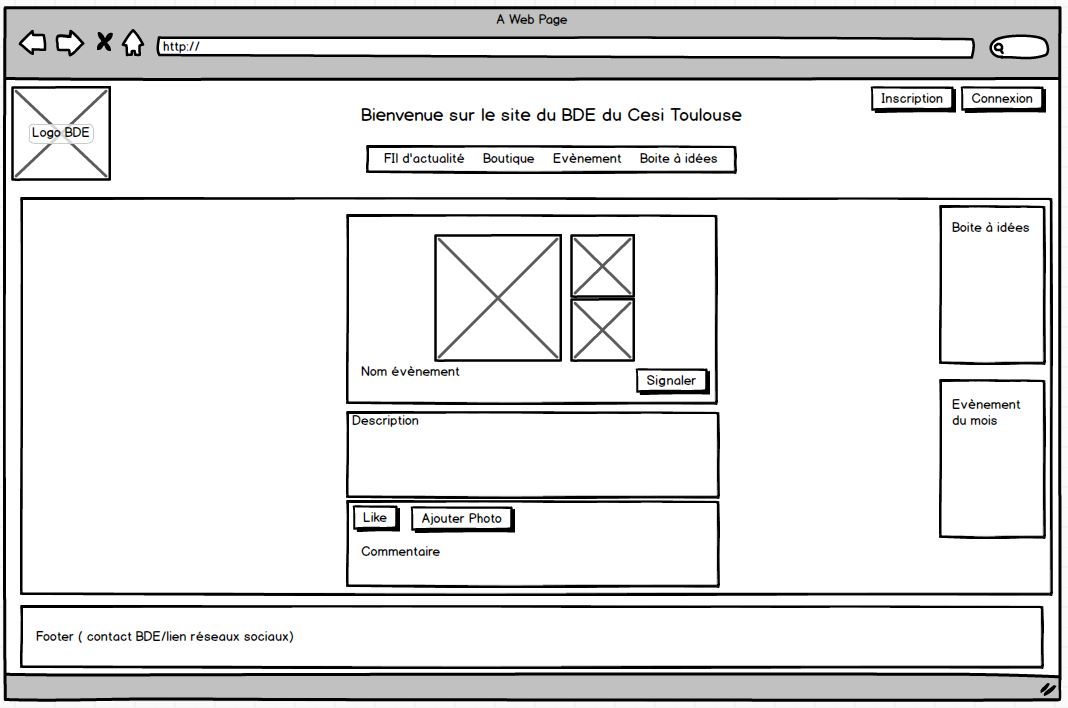 A Web Page
http://
Inscription
Connexion
Logo BDE
Bienvenue sur le site du BDE du Cesi Toulouse
FIl d'actualité
Boutique
Evènement
Boite à idées
Nom évènement
Signaler
Description
Like
Ajouter Photo
Commentaire
Boite à idées
Evènement
du mois
Footer ( contact BDE/lien réseaux sociaux)